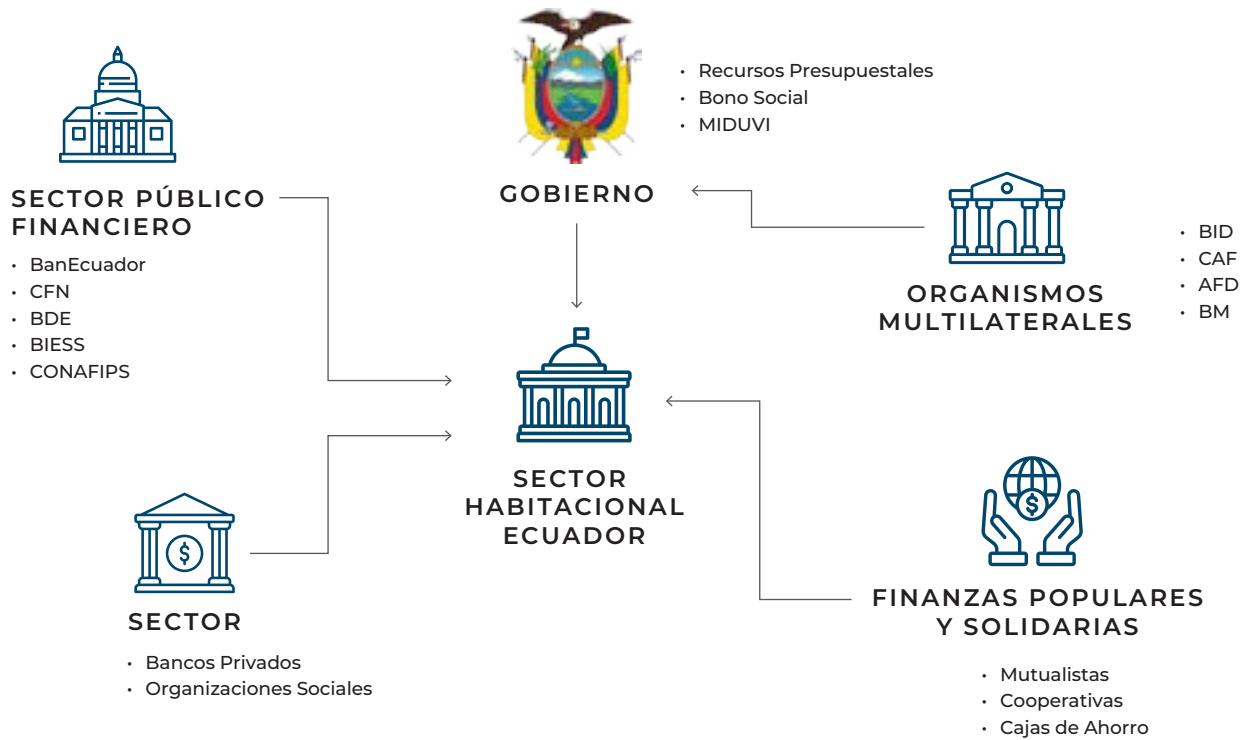 • Recursos Presupuestales
• Bono Social
• MIDUVI
GOBIERNO
SECTOR PÚBLICO
FINANCIERO
• BanEcuador
• CFN
• BDE
• BIESS
• CONAFIPS
• BID
• CAF
• AFD
• BM
ORGANISMOS
MULTILATERALES
SECTOR
HABITACIONAL
ECUADOR
$
SECTOR
• Bancos Privados
• Organizaciones Sociales
$
FINANZAS POPULARES
Y SOLIDARIAS
• Mutualistas
• Cooperativas
• Cajas de Ahorro